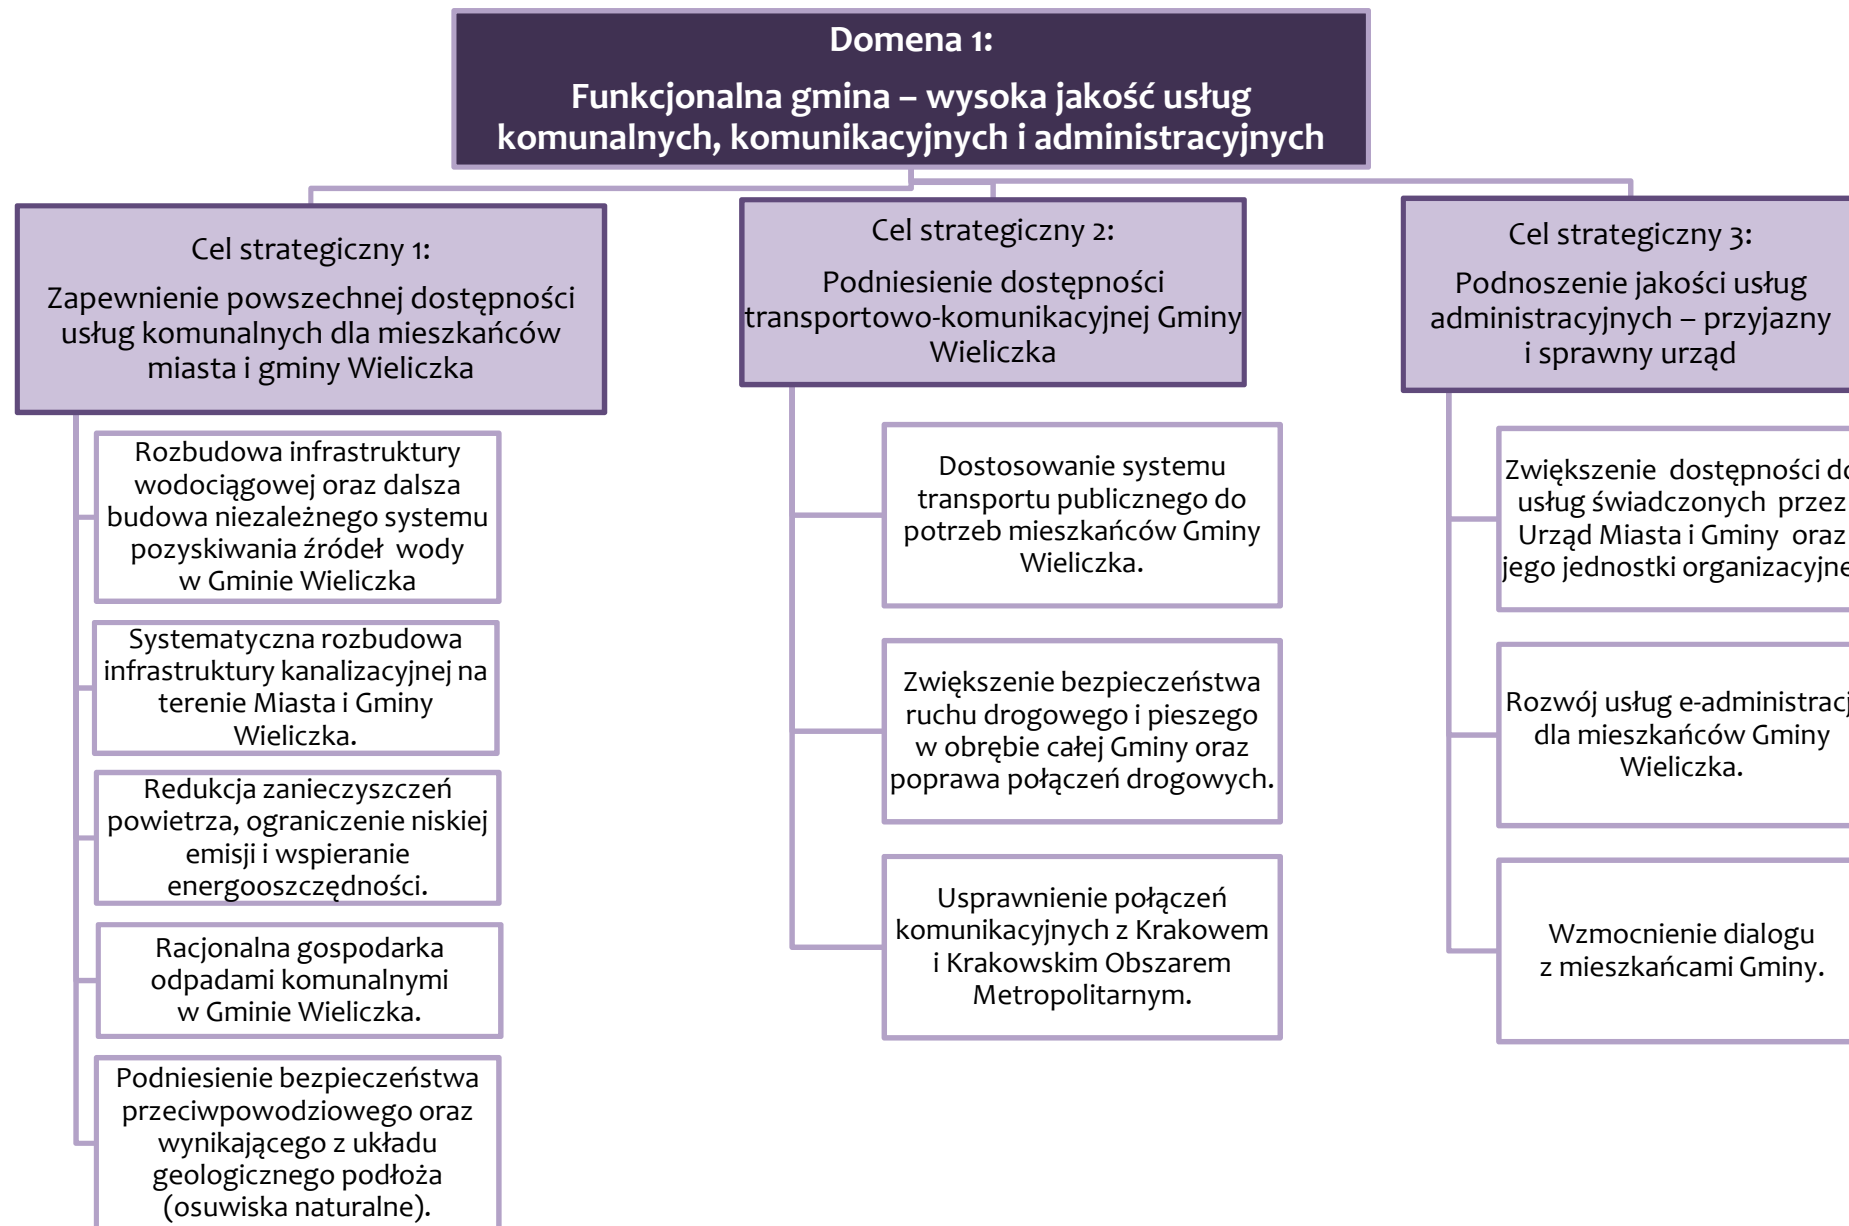 Domena 1:
Funkcjonalna gmina – wysoka jakość usług
komunalnych, komunikacyjnych i administracyjnych
Cel strategiczny 1:
Zapewnienie powszechnej dostępności
usług komunalnych dla mieszkańców
miasta i gminy Wieliczka
Rozbudowa infrastruktury
wodociągowej oraz dalsza
budowa niezależnego systemu
pozyskiwania źródeł wody
w Gminie Wieliczka
Systematyczna rozbudowa
infrastruktury kanalizacyjnej na
terenie Miasta i Gminy
Wieliczka.
Redukcja zanieczyszczeń
powietrza, ograniczenie niskiej
emisji i wspieranie
energooszczędności.
Racjonalna gospodarka
odpadami komunalnymi
w Gminie Wieliczka.
Podniesienie bezpieczeństwa
przeciwpowodziowego oraz
wynikającego z układu
geologicznego podłoża
(osuwiska naturalne).
Cel strategiczny 2:
Podniesienie dostępności
transportowo-komunikacyjnej Gminy
Wieliczka
Dostosowanie systemu
transportu publicznego do
potrzeb mieszkańców Gminy
Wieliczka.
Zwiększenie bezpieczeństwa
ruchu drogowego i pieszego
w obrębie całej Gminy oraz
poprawa połączeń drogowych.
Usprawnienie połączeń
komunikacyjnych z Krakowem
i Krakowskim Obszarem
Metropolitarnym.
Cel strategiczny 3:
Podnoszenie jakości usług
administracyjnych – przyjazny
i sprawny urząd
Zwiększenie dostępności do
usług świadczonych przez
Urząd Miasta i Gminy oraz
jego jednostki organizacyjne
Rozwój usług e-administracj
dla mieszkańców Gminy
Wieliczka.
Wzmocnienie dialogu
z mieszkańcami Gminy.